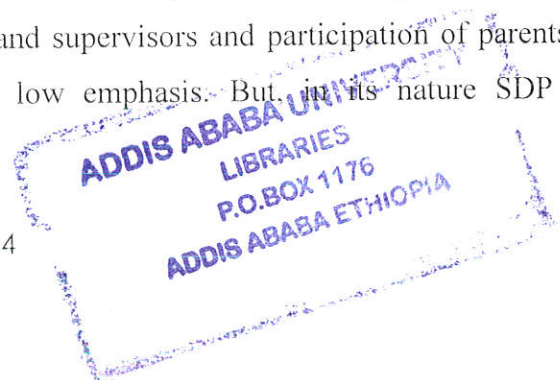 and supervisors and participation of parents
low emphasis. But, in its nature SDP
ADDIS ABABA UNIVERSITY
LIBRARIES
P.O.BOX 1176
ADDIS ABABA ETHIOPIA
4